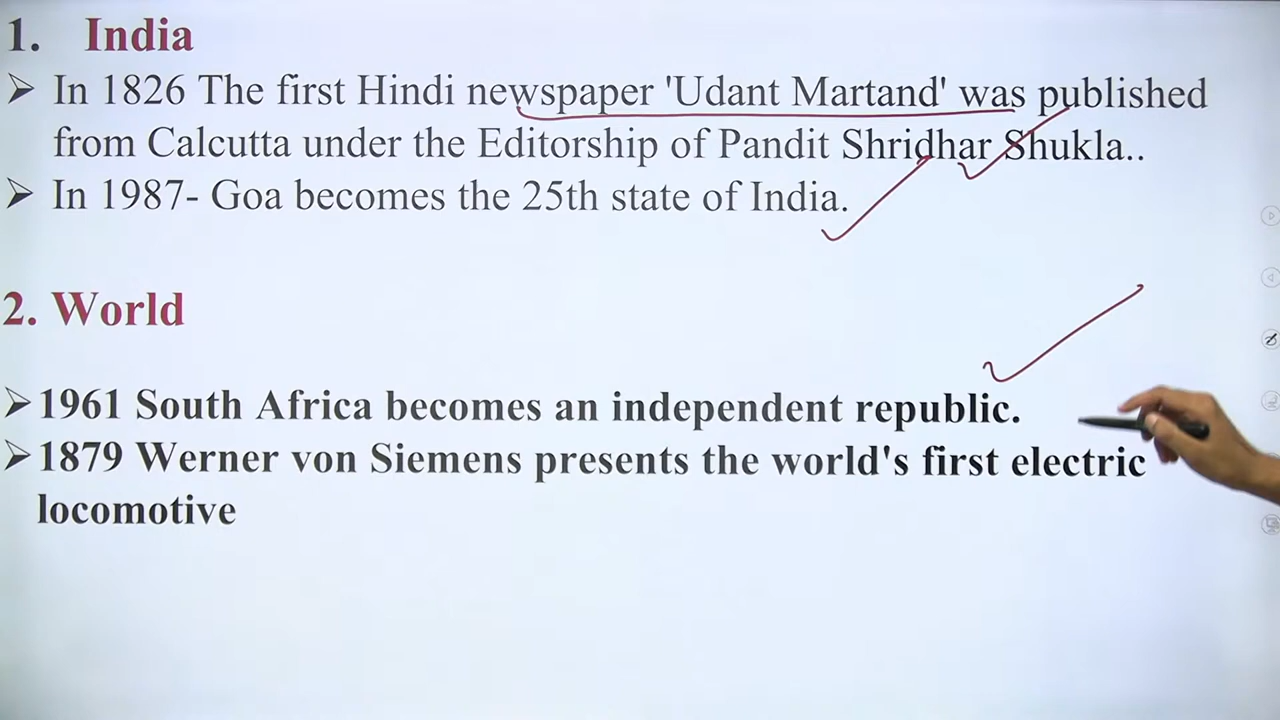 1. India
➢ In 1826 The first Hindi newspaper 'Udant Martand' was published
from Calcutta under the Editorship of Pandit Shridhar Shukla..
➢ In 1987- Goa becomes the 25th state of India.
2. World
➢1961 South Africa becomes an independent republic.
➢1879 Werner von Siemens presents the world's first electric
locomotive